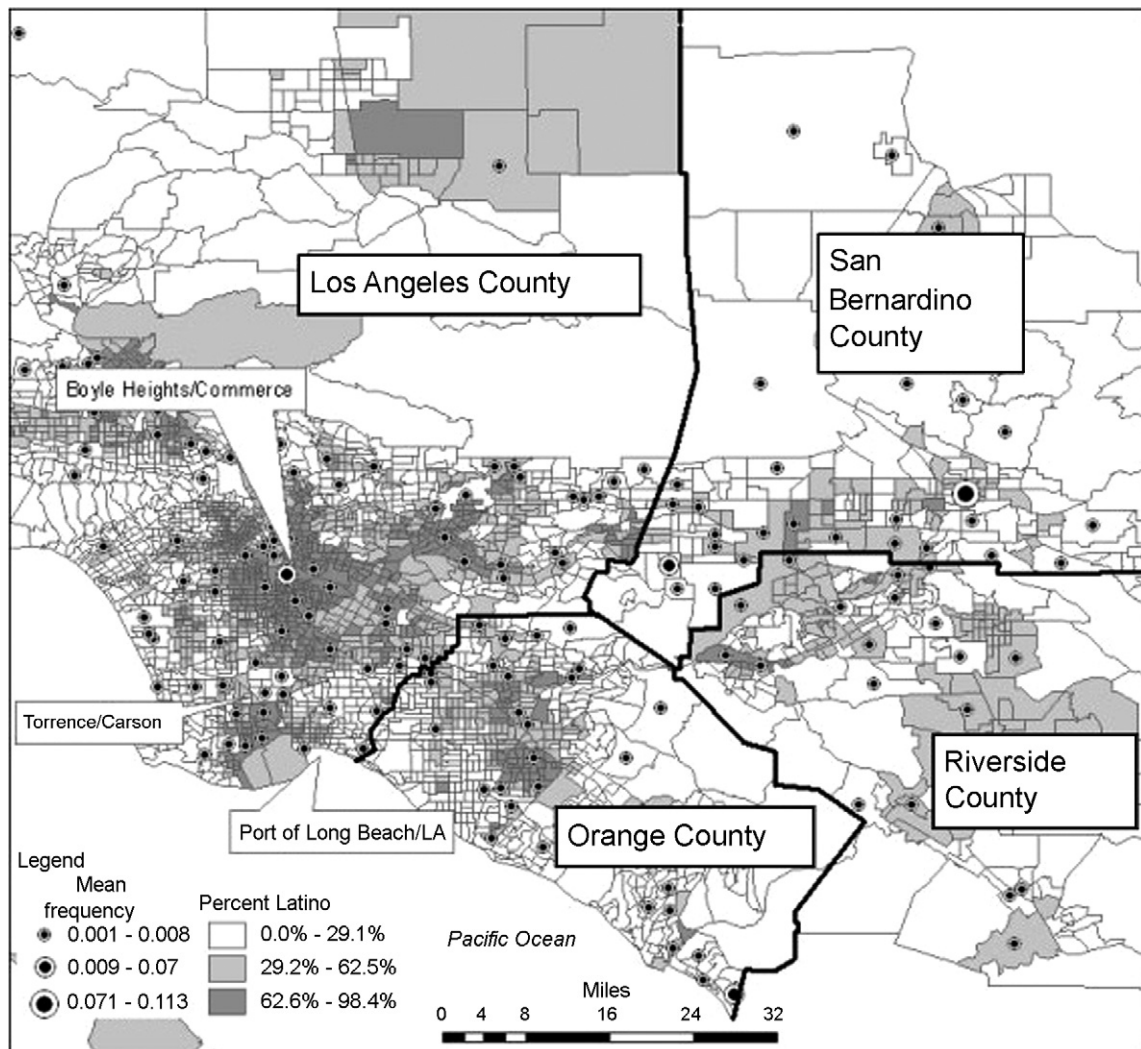 Los Angeles County
San
Bernardino
County
Boyle Heights/Commerce
Torrence/Carson
Port of Long Beach/LA
Orange County
Riverside
County
Legend
Mean
frequency
0.001 - 0.008
0.009 - 0.07
0.071 - 0.113
Percent Latino
0.0% - 29.1%
29.2% - 62.5%
62.6% - 98.4%
Pacific Ocean
Miles
0 4 8 16 24 32